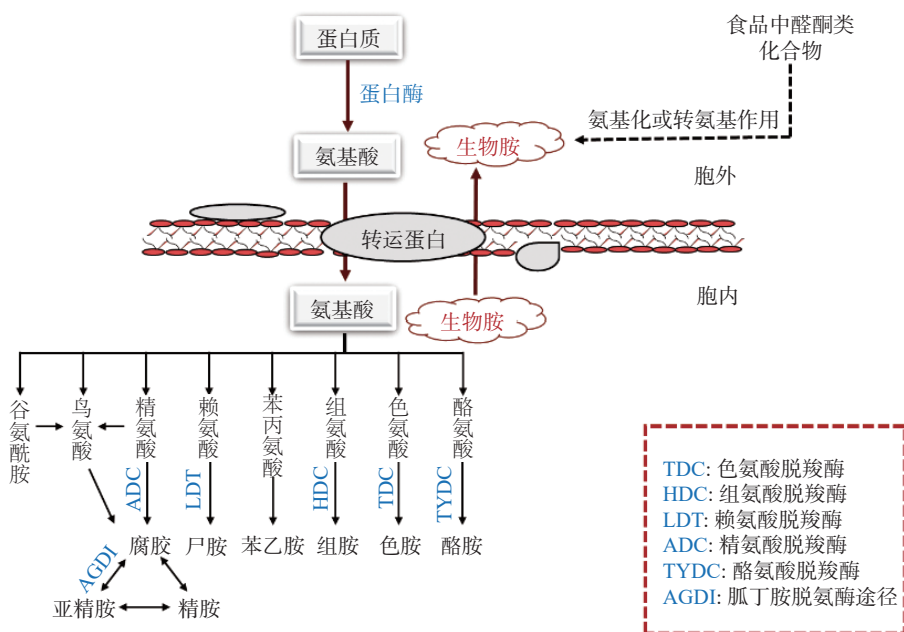 蛋白质
食品中醛酮类
化合物
蛋白酶
氨基化或转氨基作用
氨基酸
生物胺
胞外
转运蛋白
胞内
氨基酸
生物胺
谷氨酰胺
鸟氨酸
精氨酸
赖氨酸
苯丙氨酸
组氨酸
色氨酸
酪氨酸
ADC
LDT
HDC
TDC
TYDC
AGDI
腐胺
尸胺
苯乙胺
组胺
色胺
酪胺
亚精胺
精胺
TDC: 色氨酸脱羧酶
HDC: 组氨酸脱羧酶
LDT: 赖氨酸脱羧酶
ADC: 精氨酸脱羧酶
TYDC: 酪氨酸脱羧酶
AGDI: 胍丁胺脱氨酶途径